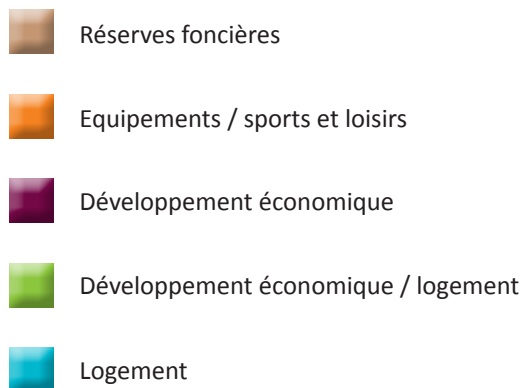 Réserves foncières
Equipements / sports et loisirs
Développement économique
Développement économique / logement
Logement